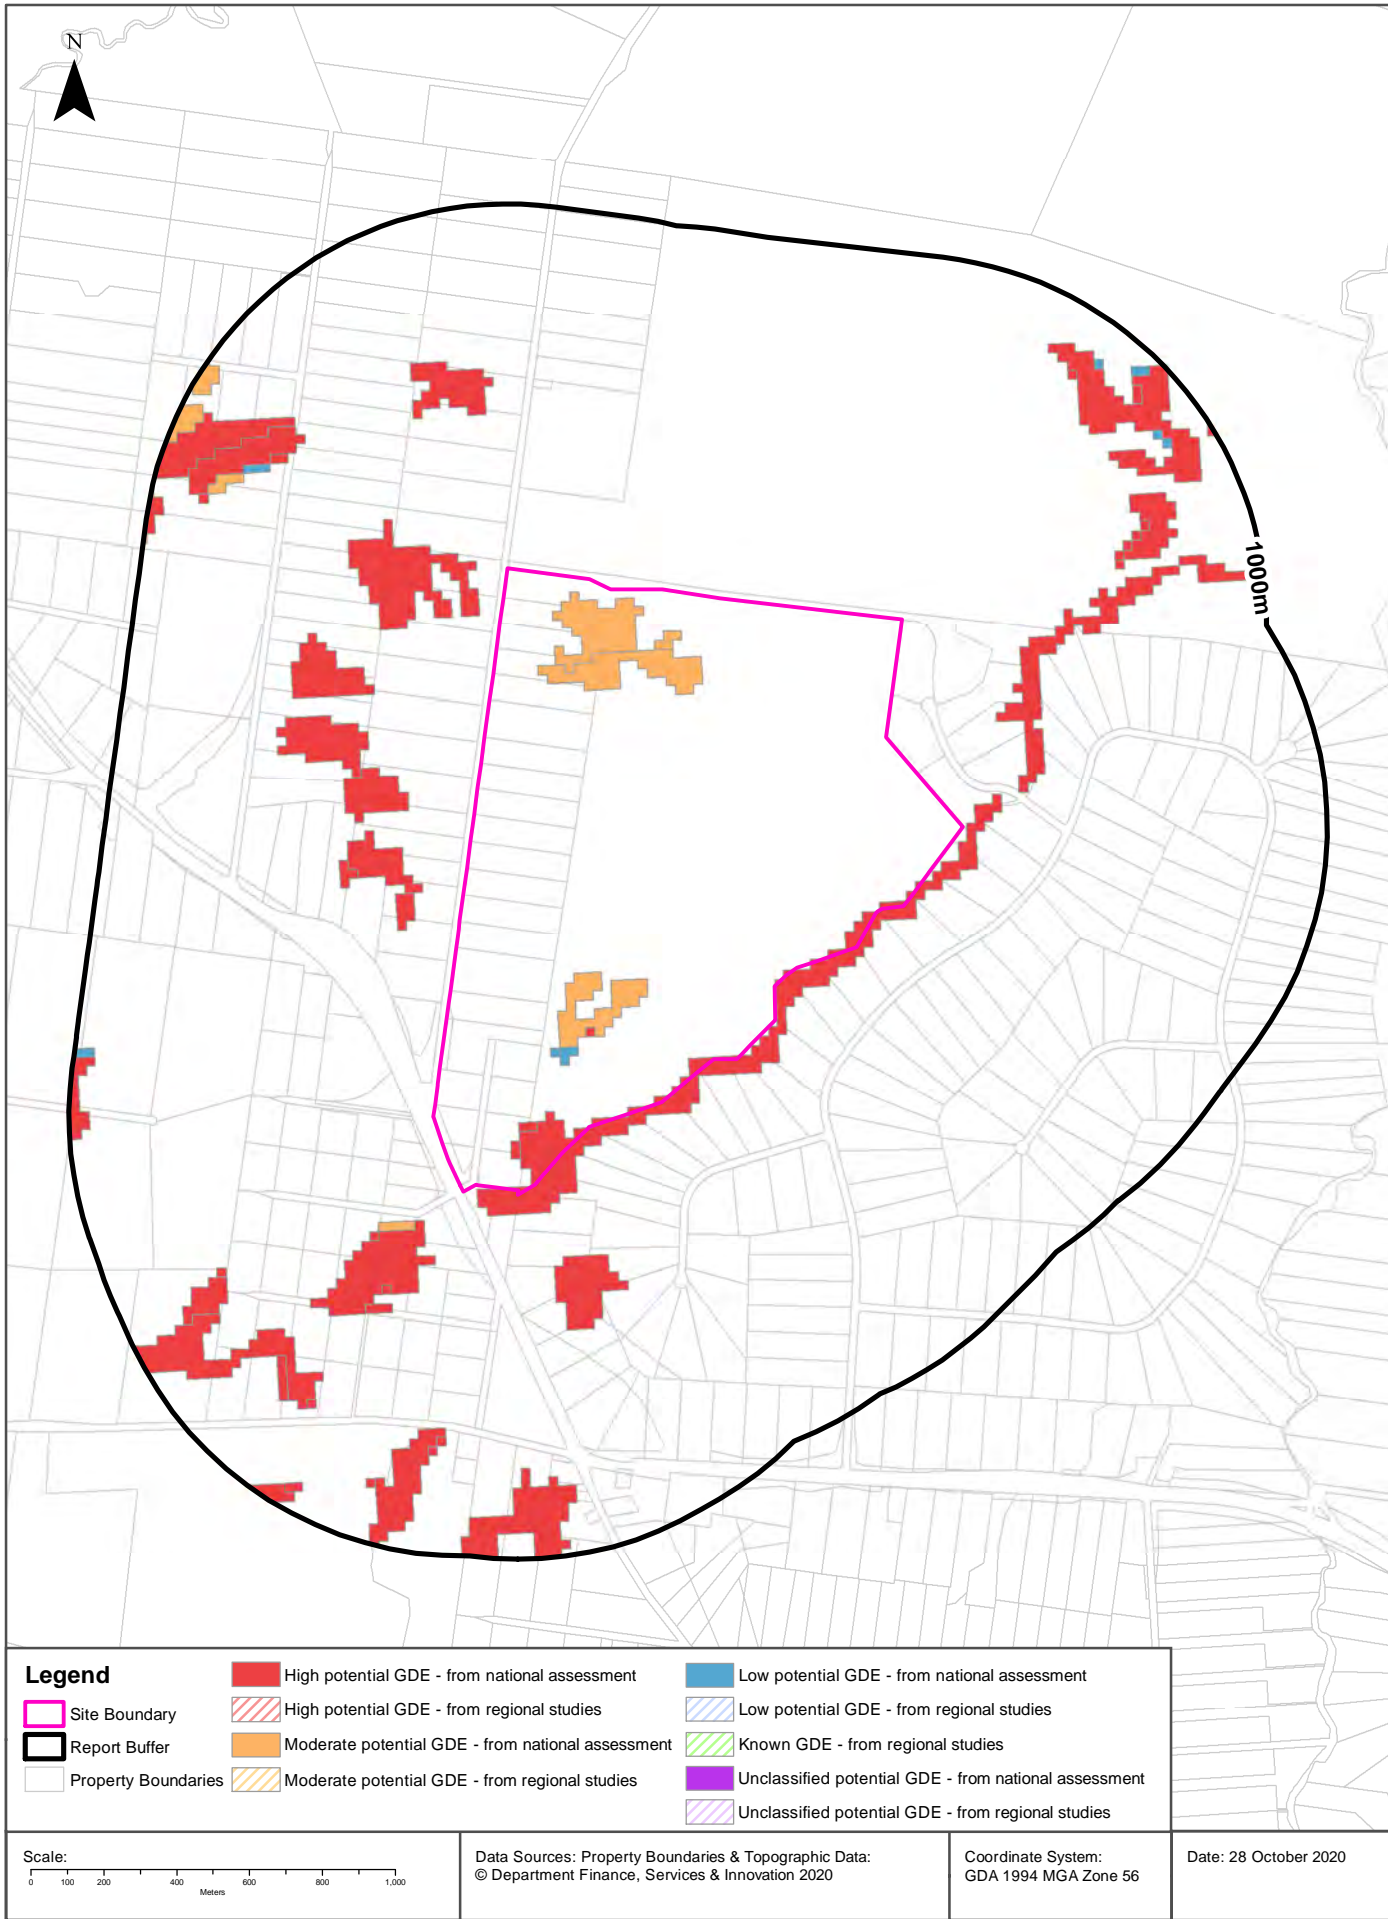 N
1000m
Legend
Site Boundary
Report Buffer
Property Boundaries
High potential GDE - from national assessment
High potential GDE - from regional studies
Moderate potential GDE - from national assessment
Moderate potential GDE - from regional studies
Low potential GDE - from national assessment
Low potential GDE - from regional studies
Known GDE - from regional studies
Unclassified potential GDE - from national assessment
Unclassified potential GDE - from regional studies
Scale:
0 100 200 400 600 800 1,000
Meters
Data Sources: Property Boundaries & Topographic Data:
© Department Finance, Services & Innovation 2020
Coordinate System:
GDA 1994 MGA Zone 56
Date: 28 October 2020